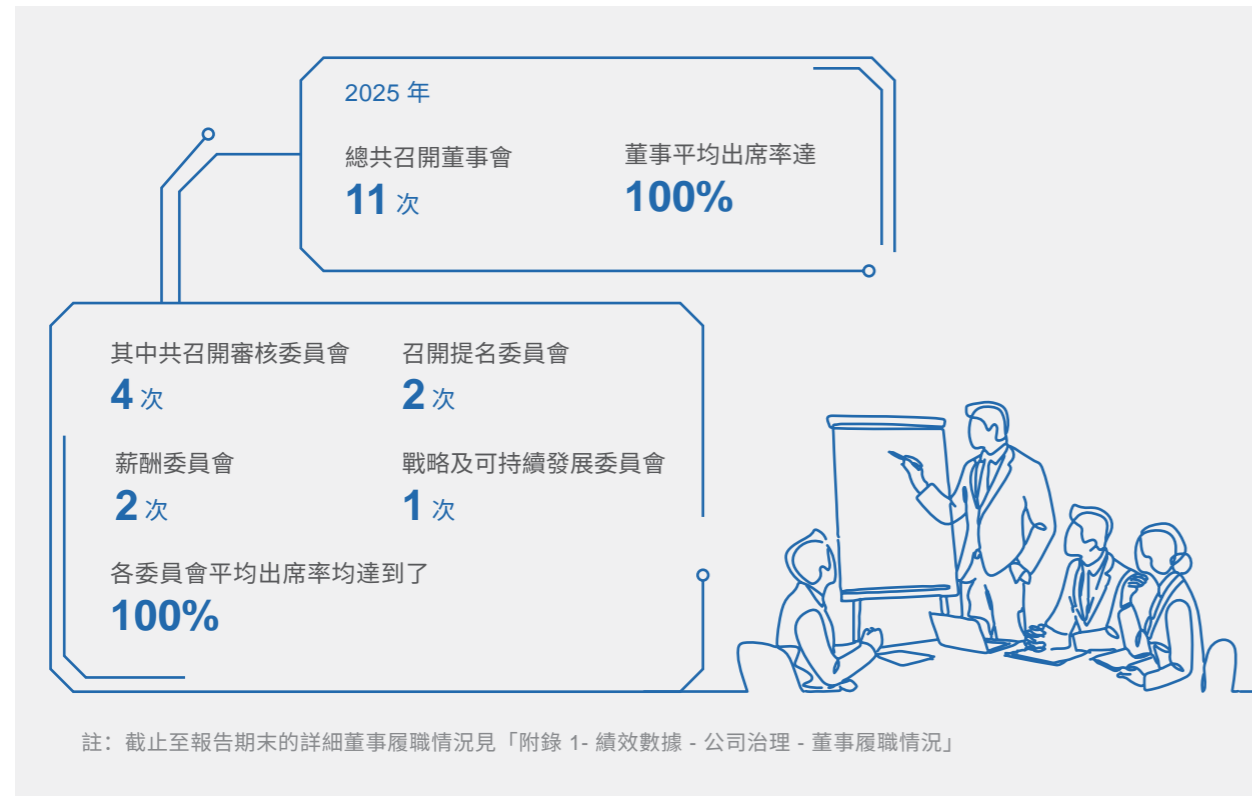 2025 年
總共召開董事會
11 次
董事平均出席率達
100%
其中共召開審核委員會
4 次
召開提名委員會
2 次
薪酬委員會
2 次
戰略及可持續發展委員會
1 次
各委員會平均出席率均達到了
100%
註：截止至報告期末的詳細董事履職情況見「附錄 1- 績效數據 - 公司治理 - 董事履職情況」